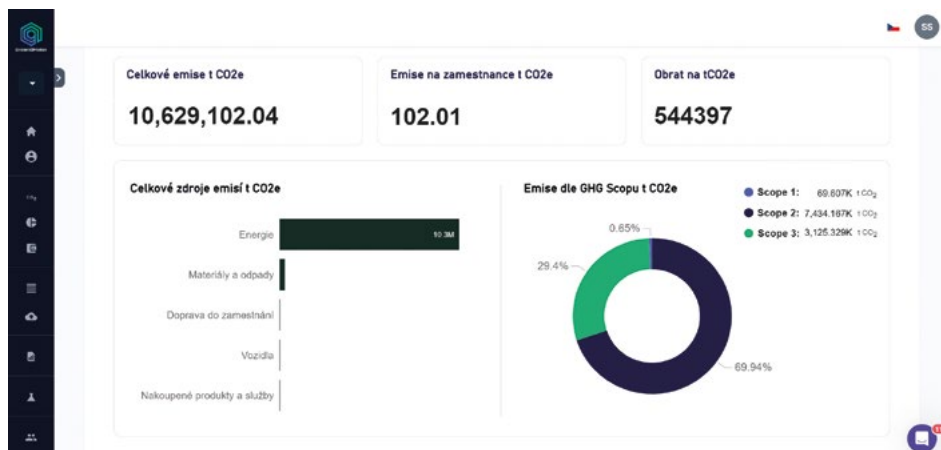 SS
Celkové emise t CO2e
10,629,102.04
Emise na zamestnance t CO2e
102.01
Obrat na tCO2e
544397
Celkové zdroje emisí t CO2e
Energie
10.3M
Materiály a odpady
Doprava do zamestnání
Vozidla
Nakoupené produkty a služby
Emise dle GHG Scopu t CO2e
Scope 1: 69.607K t CO₂
Scope 2: 7,434.167K t CO₂
Scope 3: 3,125.329K t CO₂
0.65%
29.4%
69.94%